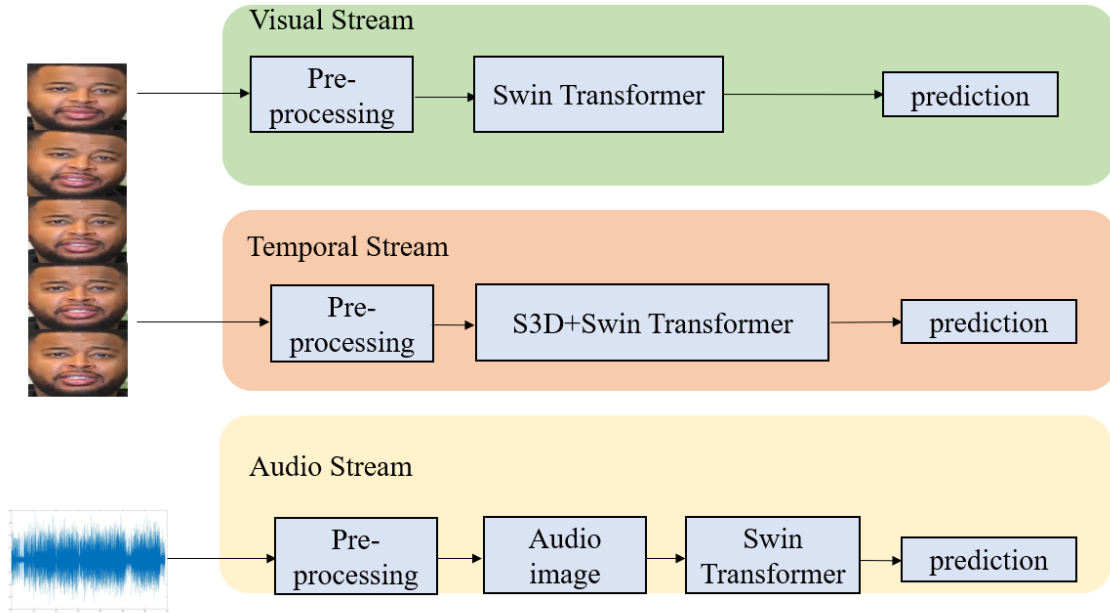 Visual Stream
Pre-
processing
Swin Transformer
prediction
Temporal Stream
Pre-
processing
S3D+Swin Transformer
prediction
Audio Stream
Pre-
processing
Audio
image
Swin
Transformer
prediction